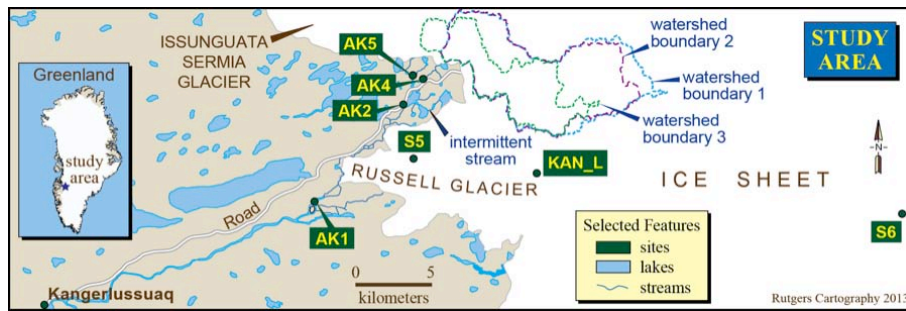 ISSUNGUATA
SERMIA
GLACIER
AK5
AK4
AK2
watershed
boundary 2
watershed
boundary 1
watershed
boundary 3
STUDY
AREA
Greenland
study
area
intermittent
stream
S5
KAN_L
RUSSELL GLACIER
ICE SHEET
N
Road
AK1
S6
Kangerlussuaq
0 5
kilometers
Selected Features
sites
lakes
streams
Rutgers Cartography 2013